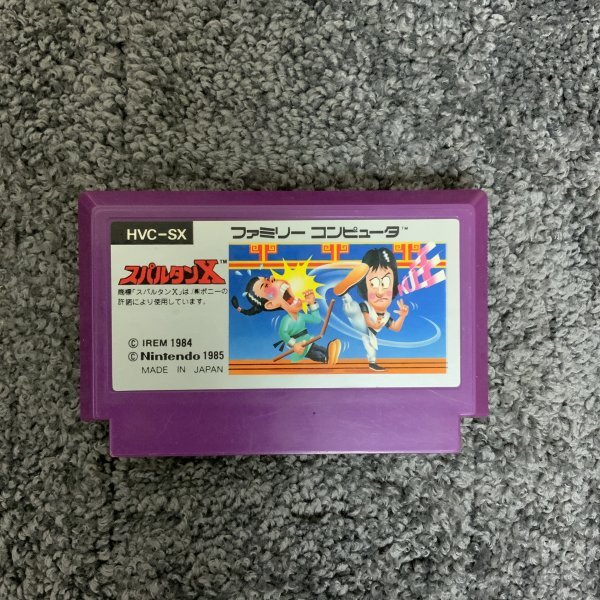 HVC-SX
ファミリー コンピュータ™
スパルタンX™
商標「スパルタンX」は、㈱ポニーの
許諾により使用しています。
© IREM 1984
© Nintendo 1985
MADE IN JAPAN